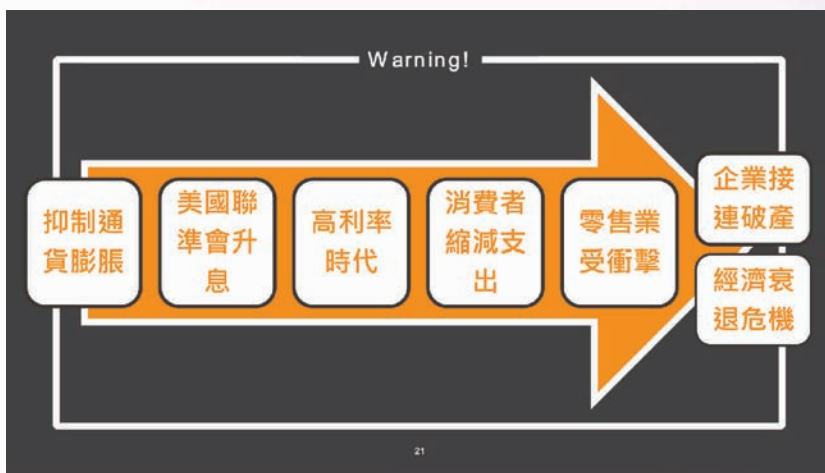 Warning!
抑制通
貨膨脹
美國聯
準會升
息
高利率
時代
消費者
縮減支
出
零售業
受衝擊
企業接
連破產
經濟衰
退危機
21